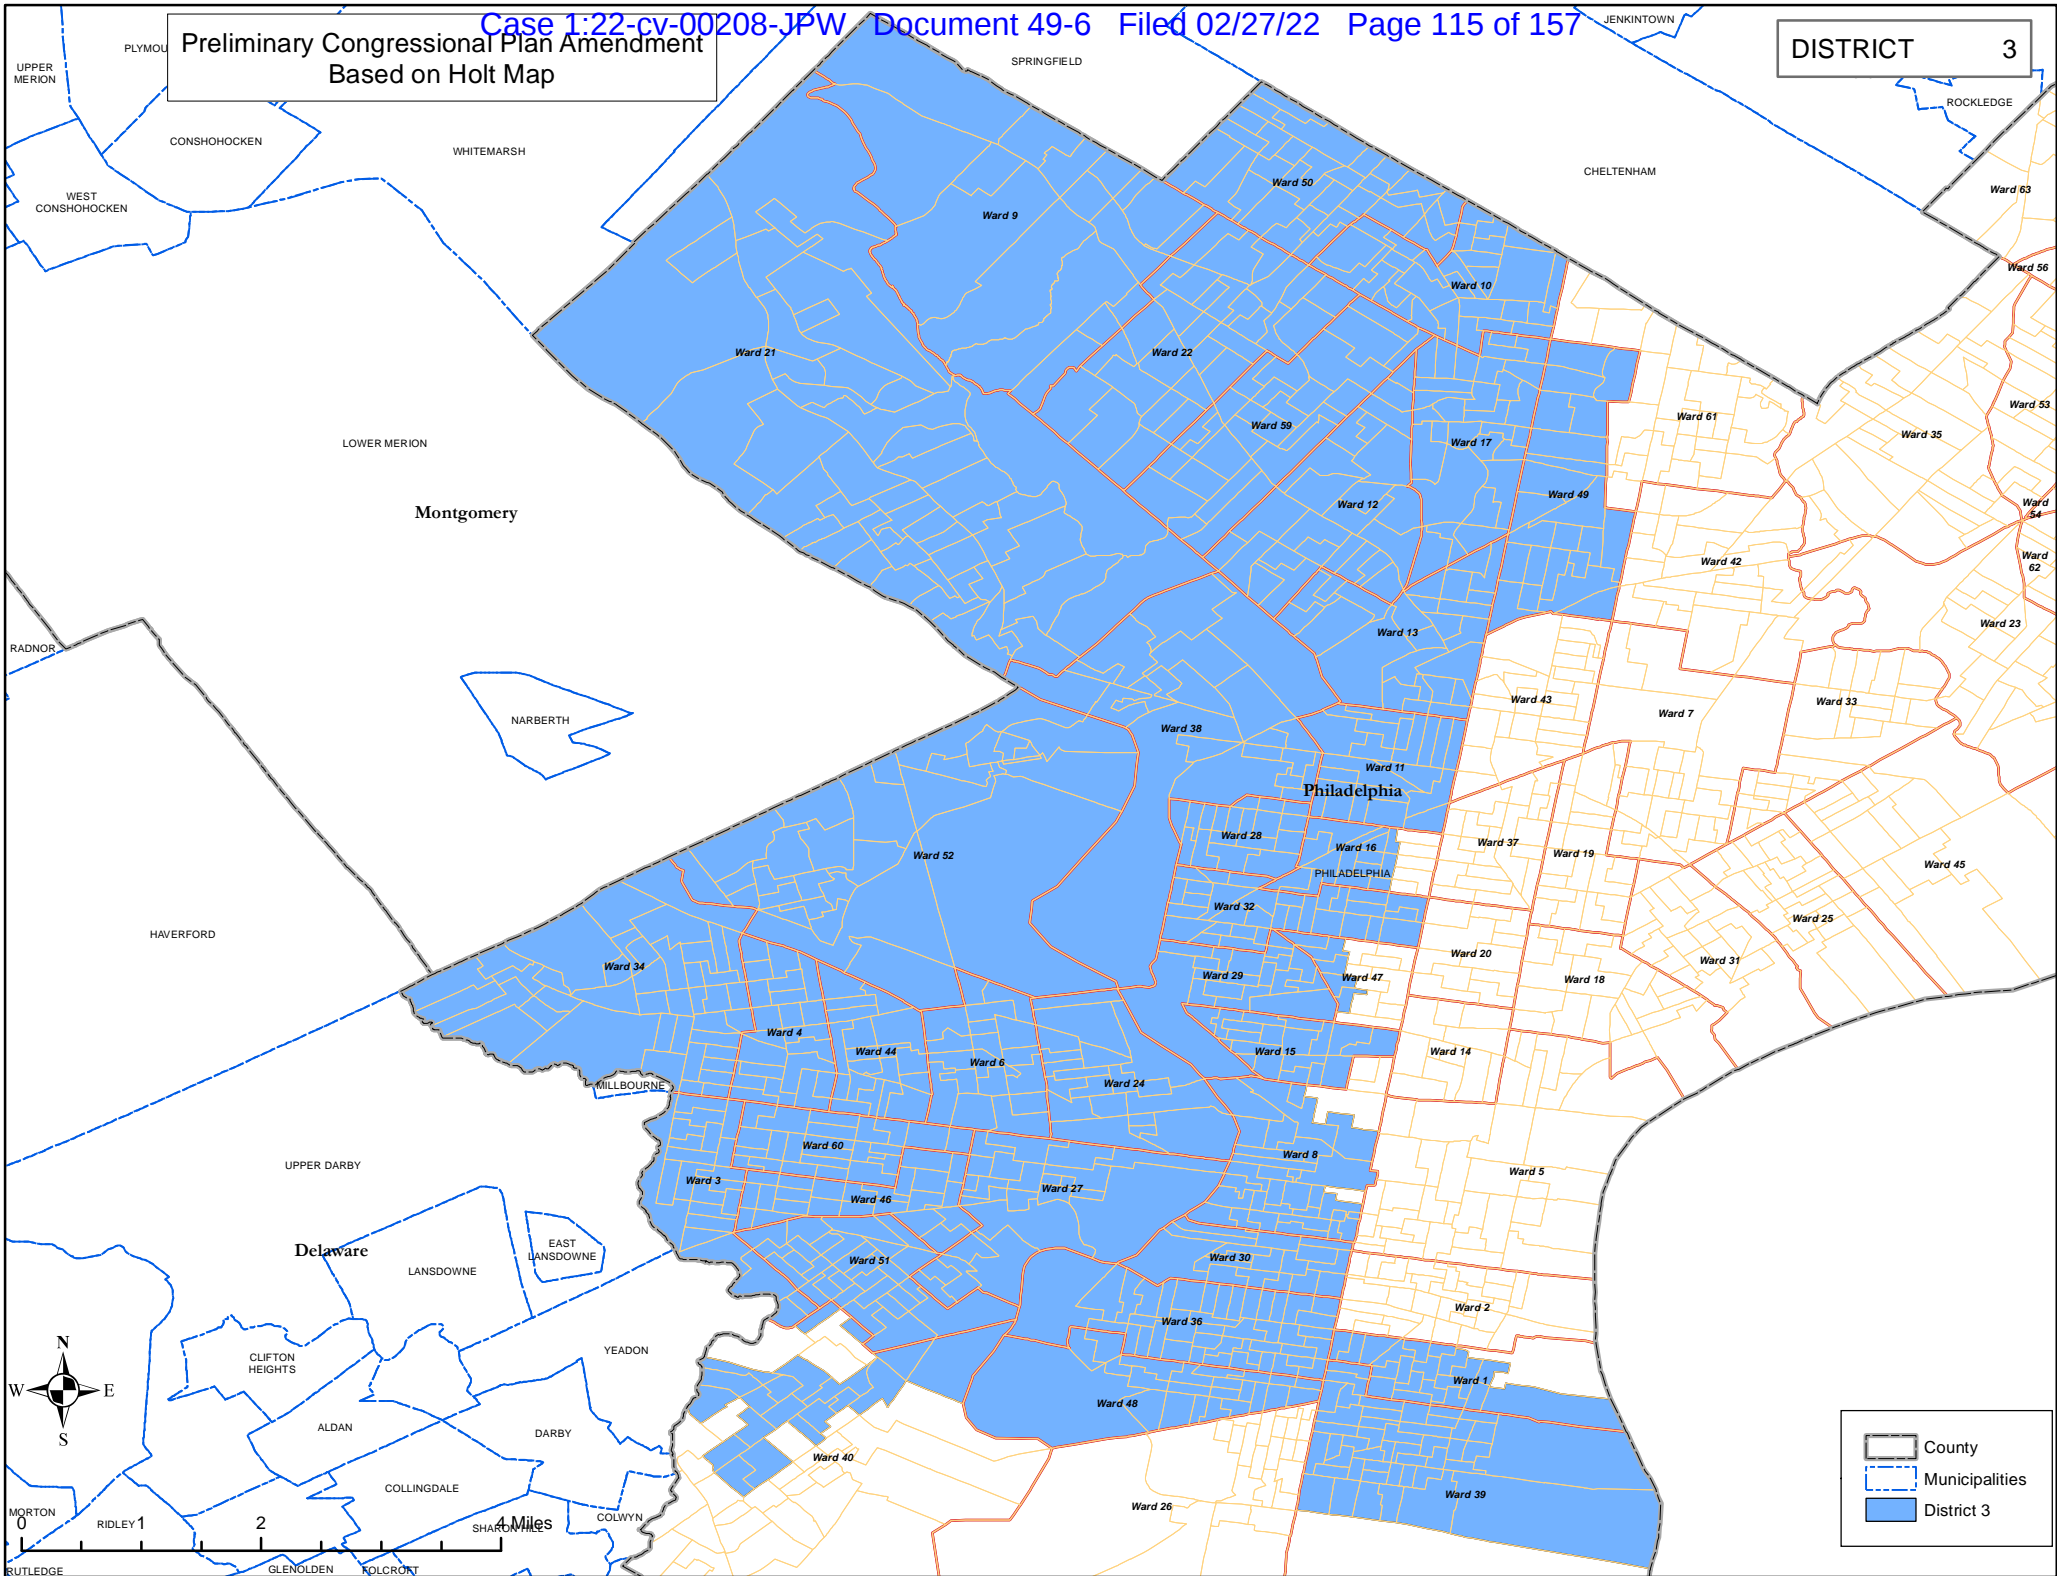 Case 1:22-cv-00208-JPW Document 49-6 Filed 02/27/22 Page 115 of 157
Preliminary Congressional Plan Amendment
Based on Holt Map
DISTRICT 3
JENKINTOWN
PLYMOU
UPPER
MERION
SPRINGFIELD
ROCKLEDGE
CONSHOHOCKEN
WHITEMARSH
CHELTENHAM
WEST
CONSHOHOCKEN
Ward 50
Ward 63
Ward 9
Ward 56
Ward 10
Ward 21
Ward 22
Ward 53
Ward 61
Ward 59
Ward 35
LOWER MERION
Ward 17
Ward 49
Ward 12
Ward
54
Montgomery
Ward 42
Ward
62
Ward 23
Ward 13
RADNOR
Ward 43
Ward 33
Ward 7
NARBERTH
Ward 38
Ward 11
Philadelphia
Ward 28
Ward 37
Ward 16
Ward 19
Ward 52
Ward 45
PHILADELPHIA
Ward 32
Ward 25
HAVERFORD
Ward 20
Ward 31
Ward 34
Ward 29
Ward 47
Ward 18
Ward 4
Ward 44
Ward 15
Ward 14
Ward 6
Ward 24
MILLBOURNE
Ward 60
Ward 8
UPPER DARBY
Ward 5
Ward 3
Ward 27
Ward 46
EAST
LANSDOWNE
Delaware
Ward 30
Ward 51
LANSDOWNE
Ward 2
Ward 36
N
YEADON
CLIFTON
HEIGHTS
W
E
Ward 1
Ward 48
S
ALDAN
DARBY
County
Ward 40
Municipalities
COLLINGDALE
Ward 39
Ward 26
District 3
MORTON
COLWYN
0
RIDLEY
1
2
4 Miles
SHARON HILL
RUTLEDGE
GLENOLDEN
FOLCROFT